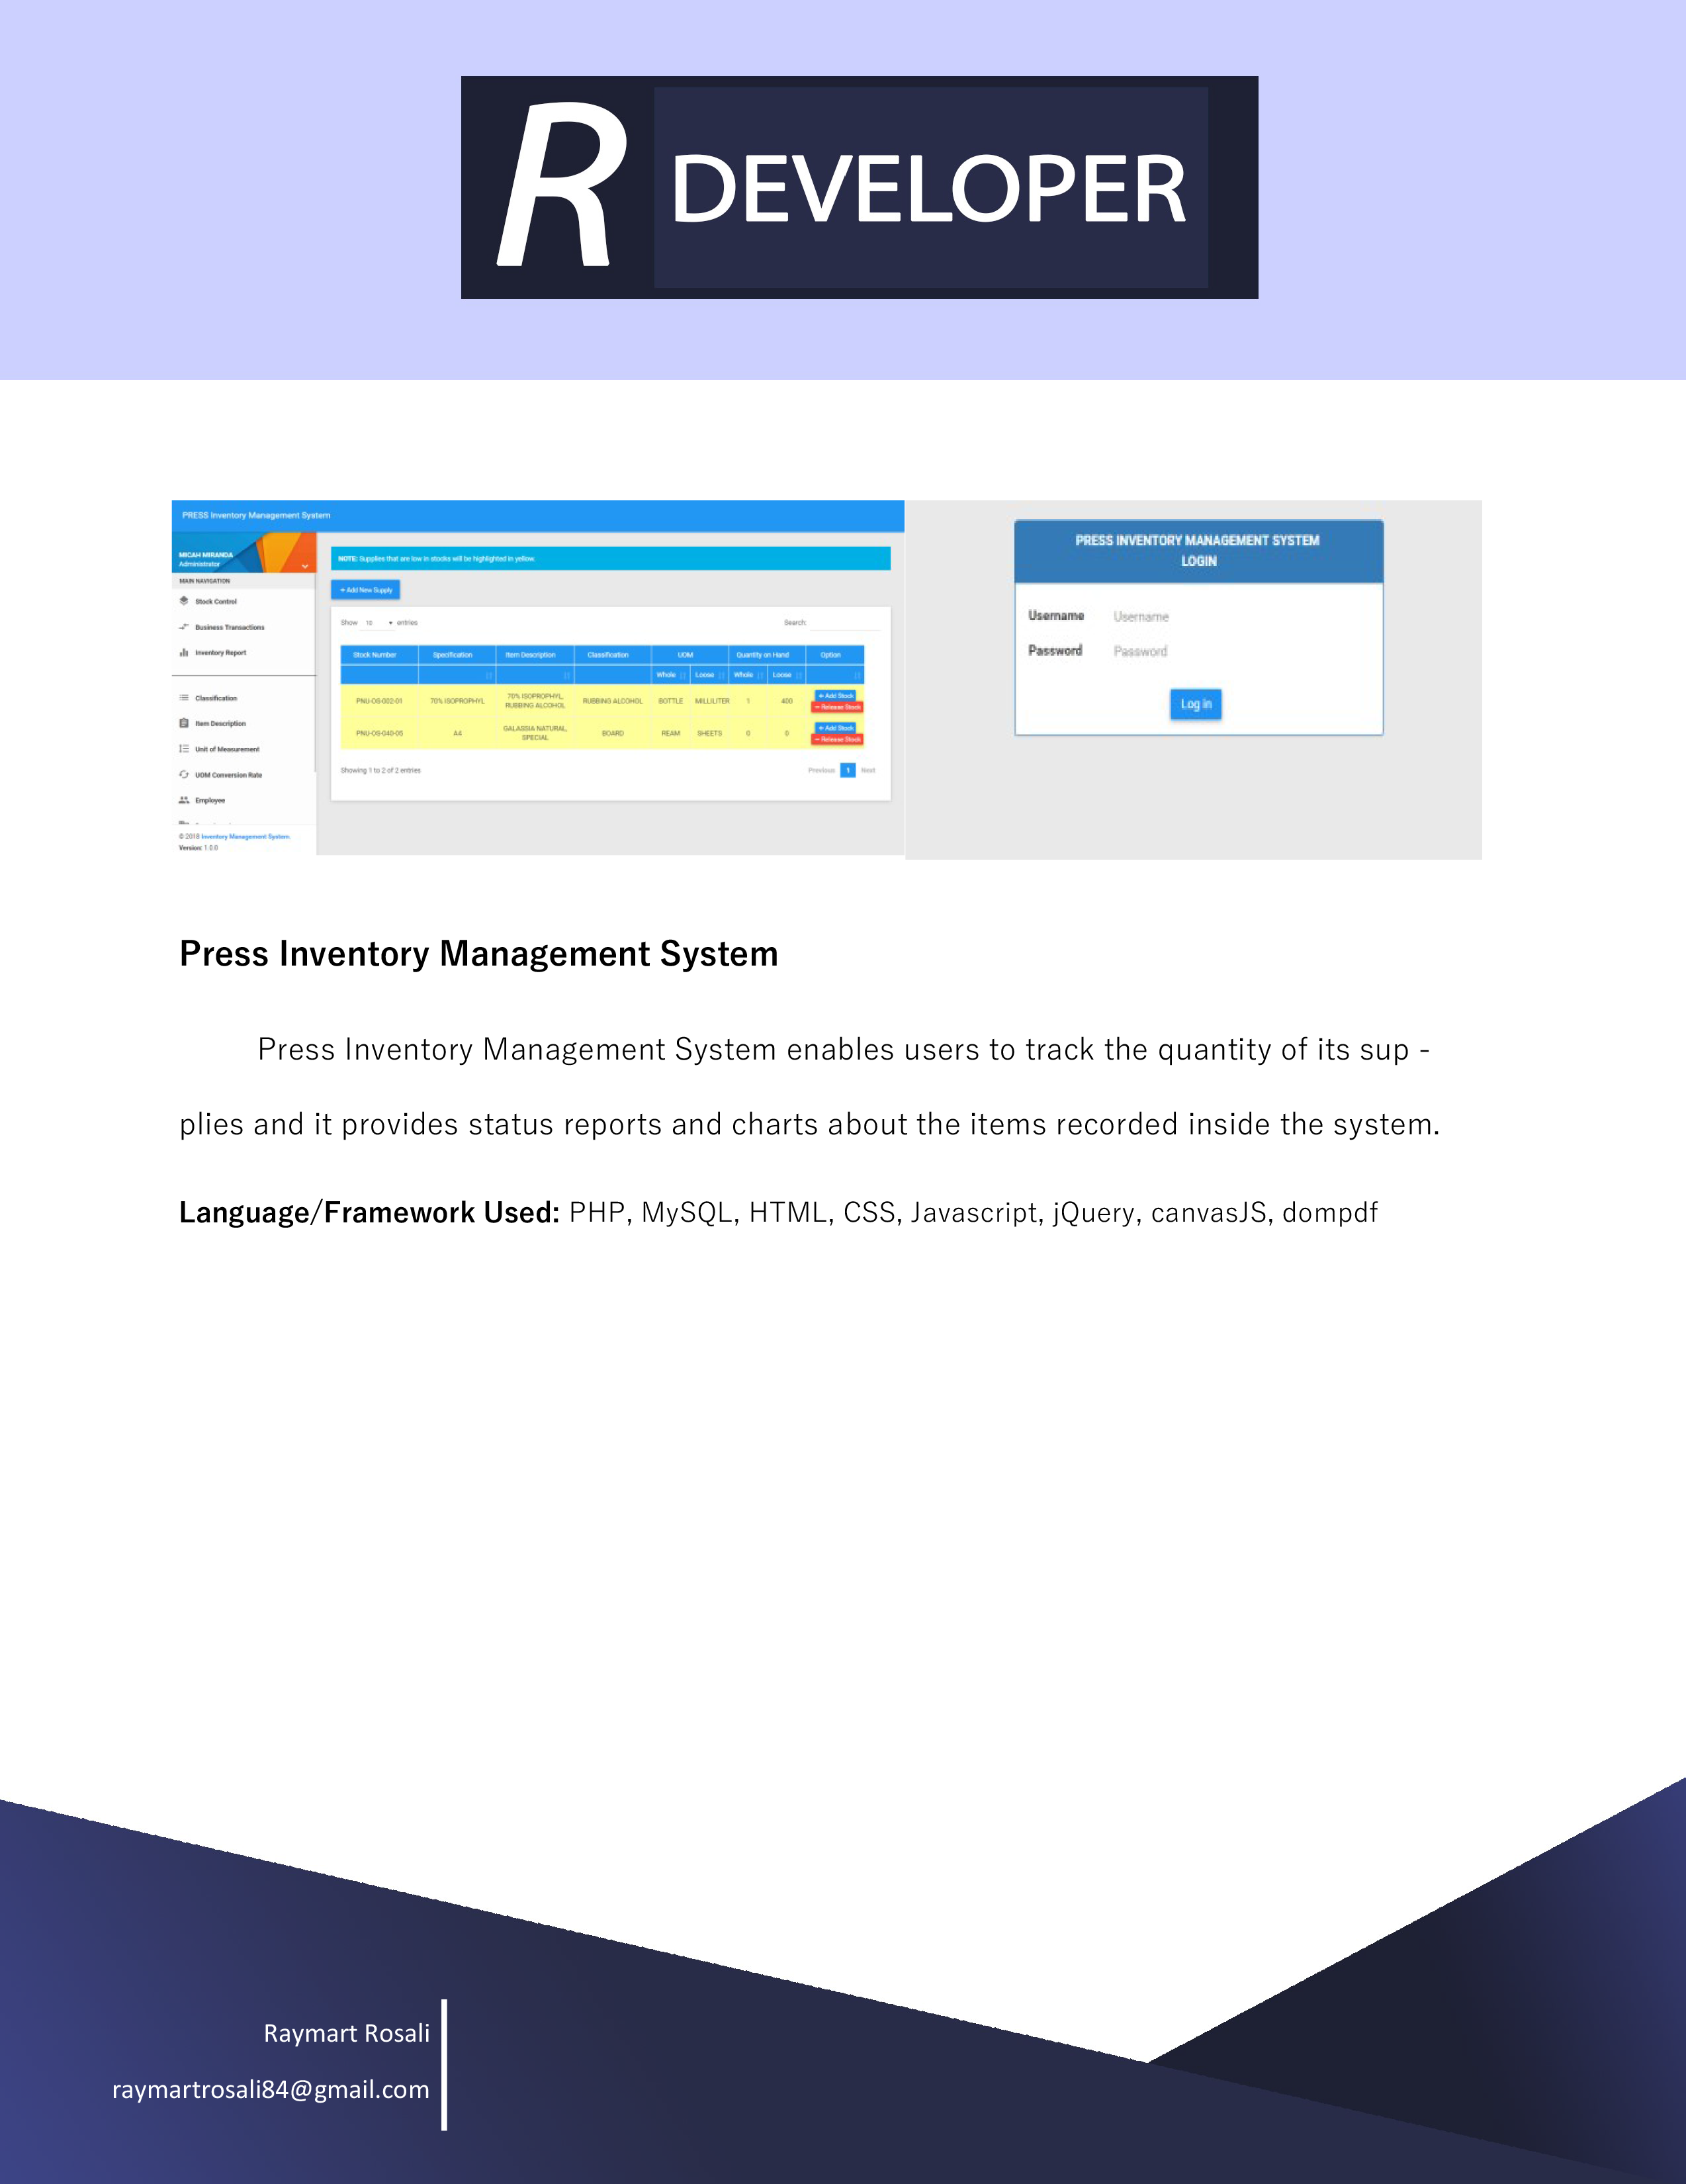 R DEVELOPER
PRESS Inventory Management System
MICAH MIRANDA
Administrator
MAIN NAVIGATION
Stock Control
Business Transactions
Inventory Report
Classification
Item Description
Unit of Measurement
UOM Conversion Rate
Employee
© 2018 Inventory Management System.
Version: 1.0.0
NOTE: Supplies that are low in stocks will be highlighted in yellow.
+ Add New Supply
Show 10 entries Search:
Stock Number Specification Item Description Classification UOM Quantity on Hand Option
Whole Loose Whole Loose
PNU-OS-002-01 70% ISOPROPHYL 70% ISOPROPHYL, RUBBING ALCOHOL RUBBING ALCOHOL BOTTLE MILLILITER 1 400 + Add Stock − Release Stock
PNU-OS-040-05 A4 GALASSIA NATURAL, SPECIAL BOARD REAM SHEETS 0 0 + Add Stock − Release Stock
Showing 1 to 2 of 2 entries Previous 1 Next
PRESS INVENTORY MANAGEMENT SYSTEM
LOGIN
Username Username
Password Password
Log in
Press Inventory Management System
Press Inventory Management System enables users to track the quantity of its sup -
plies and it provides status reports and charts about the items recorded inside the system.
Language/Framework Used: PHP, MySQL, HTML, CSS, Javascript, jQuery, canvasJS, dompdf
Raymart Rosali
raymartrosali84@gmail.com